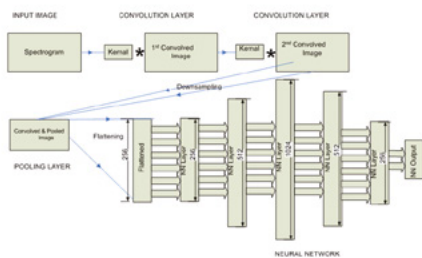 INPUT IMAGE
CONYOLUTION LAYER
CONVOLUTION LAYER
Spectrogram
Kernal
*
1st Convolved
Image
Kernal
*
2nd Convolved
Image
Downsampling
Convolved & Pooled
image
Flattening
POOLING LAYER
256
Flattened
NN Layer
256
NN Layer
512
NN Layer
1024
NN Layer
512
NN Layer
256
NN Output
NEURAL NETWORK